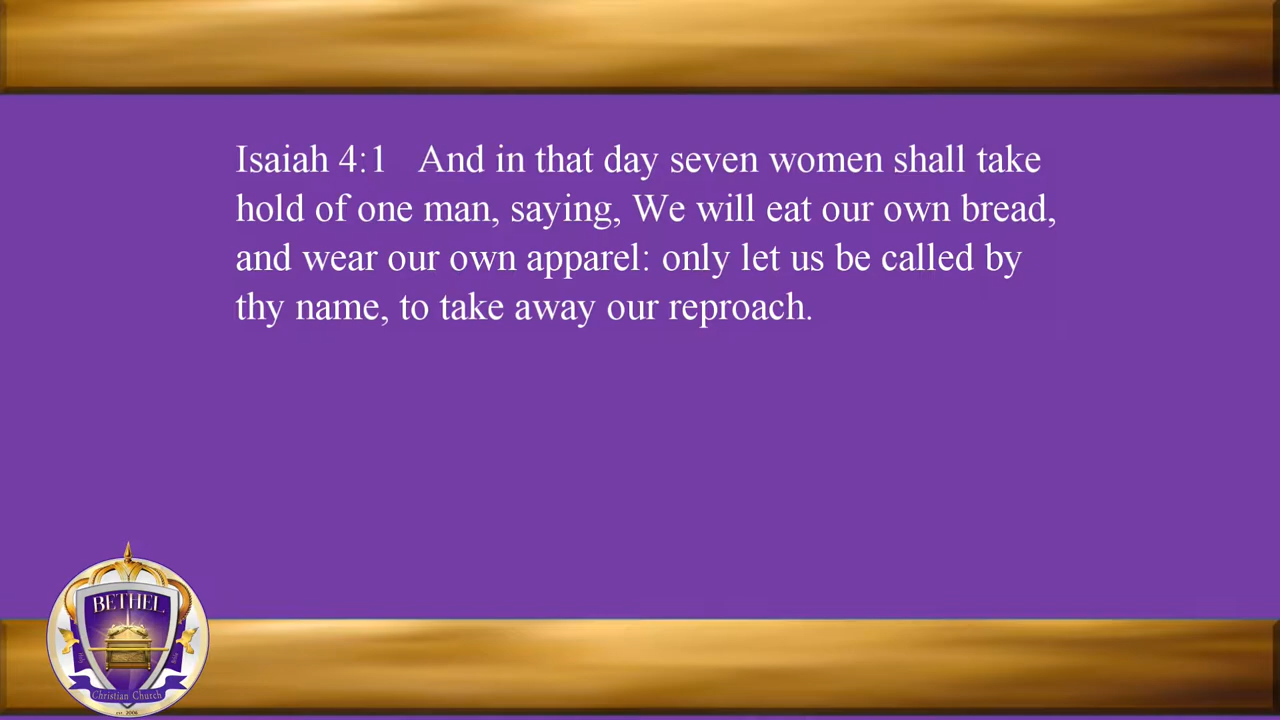 Isaiah 4:1 And in that day seven women shall take
hold of one man, saying, We will eat our own bread,
and wear our own apparel: only let us be called by
thy name, to take away our reproach.
BETHEL
Christian Church
EST. 2006